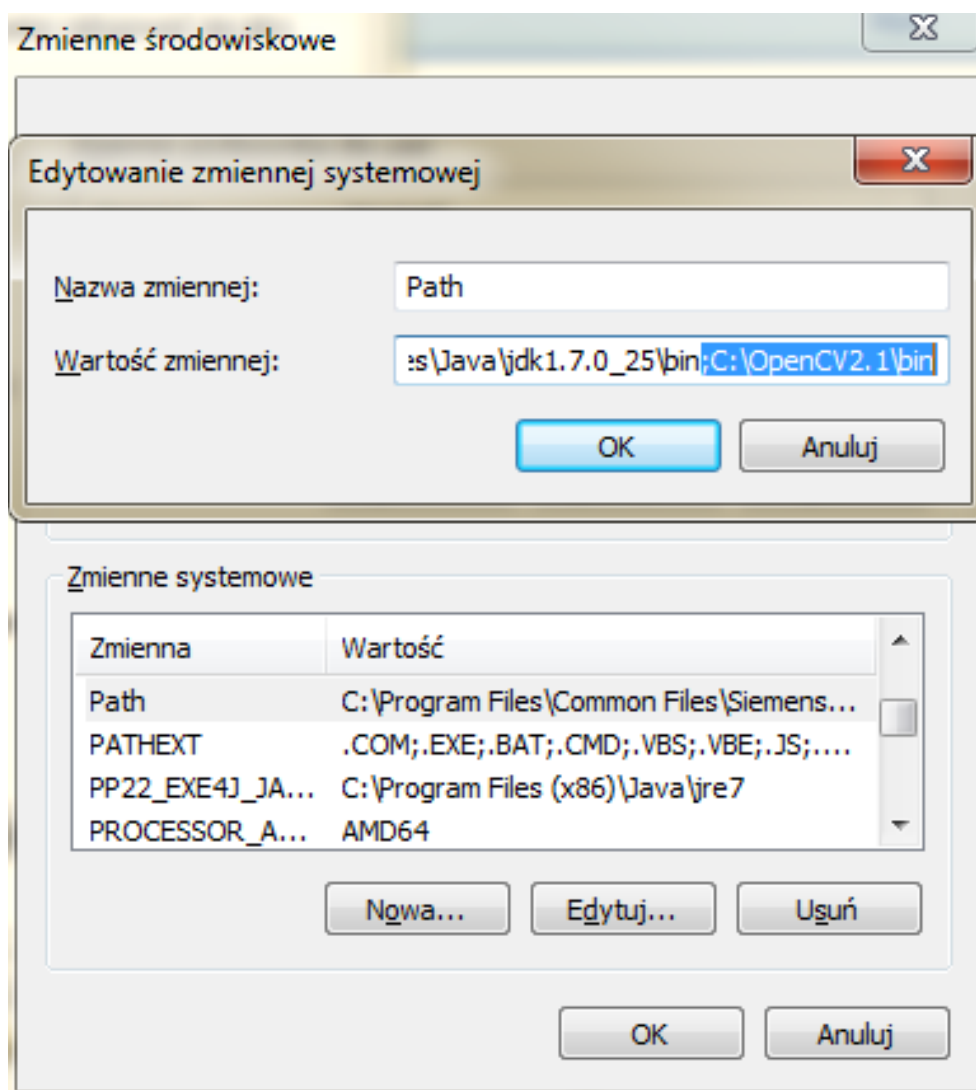 Zmienne środowiskowe
Edytowanie zmiennej systemowej
Nazwa zmiennej: Path
Wartość zmiennej: es\Java\jdk1.7.0_25\bin;C:\OpenCV2.1\bin
OK Anuluj
Zmienne systemowe
Zmienna Wartość
Path C:\Program Files\Common Files\Siemens...
PATHEXT .COM;.EXE;.BAT;.CMD;.VBS;.VBE;.JS;....
PP22_EXE4J_JA... C:\Program Files (x86)\Java\jre7
PROCESSOR_A... AMD64
Nowa... Edytuj... Usuń
OK Anuluj